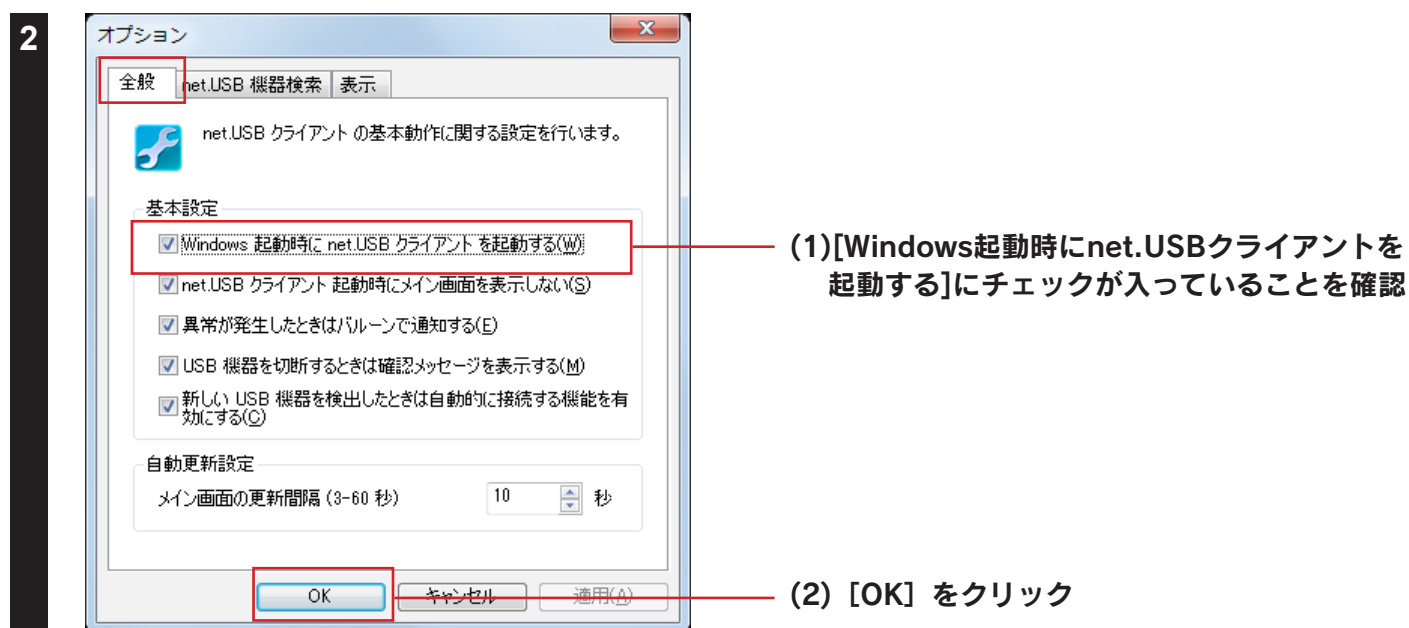 2
オプション
全般
net.USB 機器検索
表示
net.USB クライアント の基本動作に関する設定を行います。
基本設定
Windows 起動時に net.USB クライアント を起動する(W)
net.USB クライアント 起動時にメイン画面を表示しない(S)
異常が発生したときはバルーンで通知する(E)
USB 機器を切断するときは確認メッセージを表示する(M)
新しい USB 機器を検出したときは自動的に接続する機能を有
効にする(C)
自動更新設定
メイン画面の更新間隔 (3-60 秒)
10
秒
OK
キャンセル
適用(A)
(1)[Windows起動時にnet.USBクライアントを
起動する]にチェックが入っていることを確認
(2)［OK］をクリック